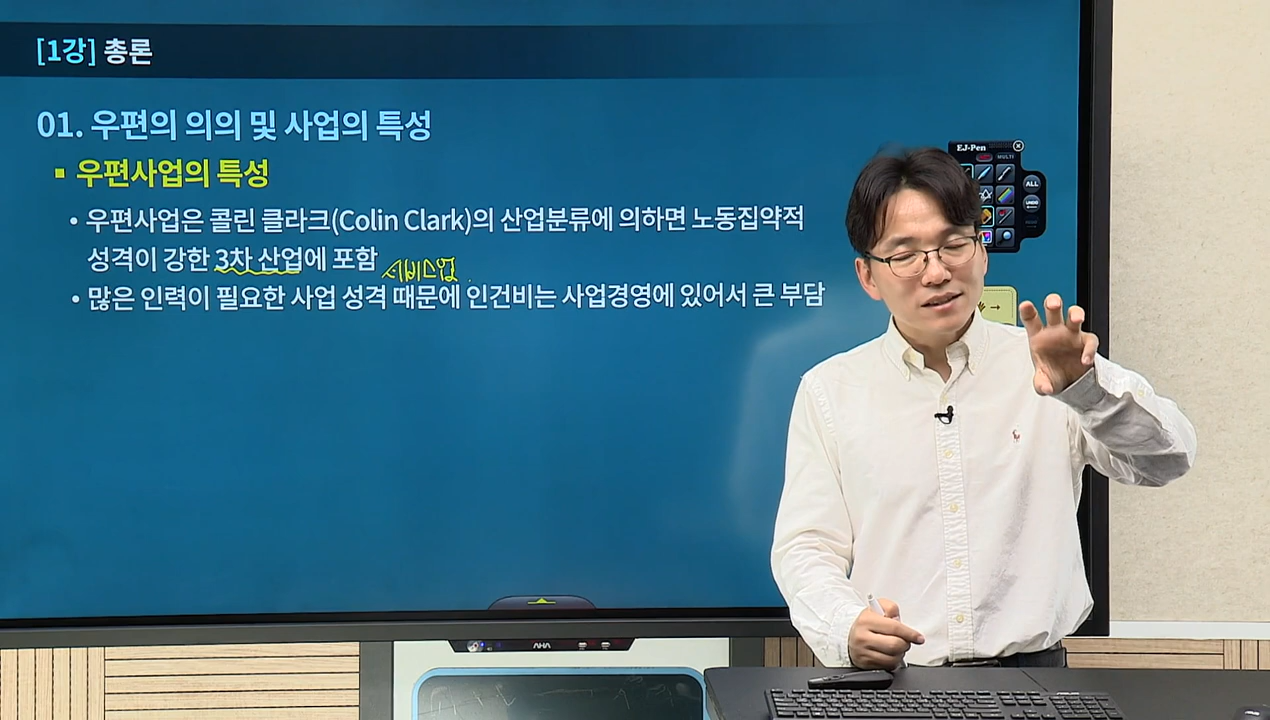 [1강] 총론
01. 우편의 의의 및 사업의 특성
▪ 우편사업의 특성
• 우편사업은 콜린 클라크(Colin Clark)의 산업분류에 의하면 노동집약적
성격이 강한 3차 산업에 포함 서비스업
• 많은 인력이 필요한 사업 성격 때문에 인건비는 사업경영에 있어서 큰 부담
EJ-Pen
MULTI
ALL
UNDO
AHA